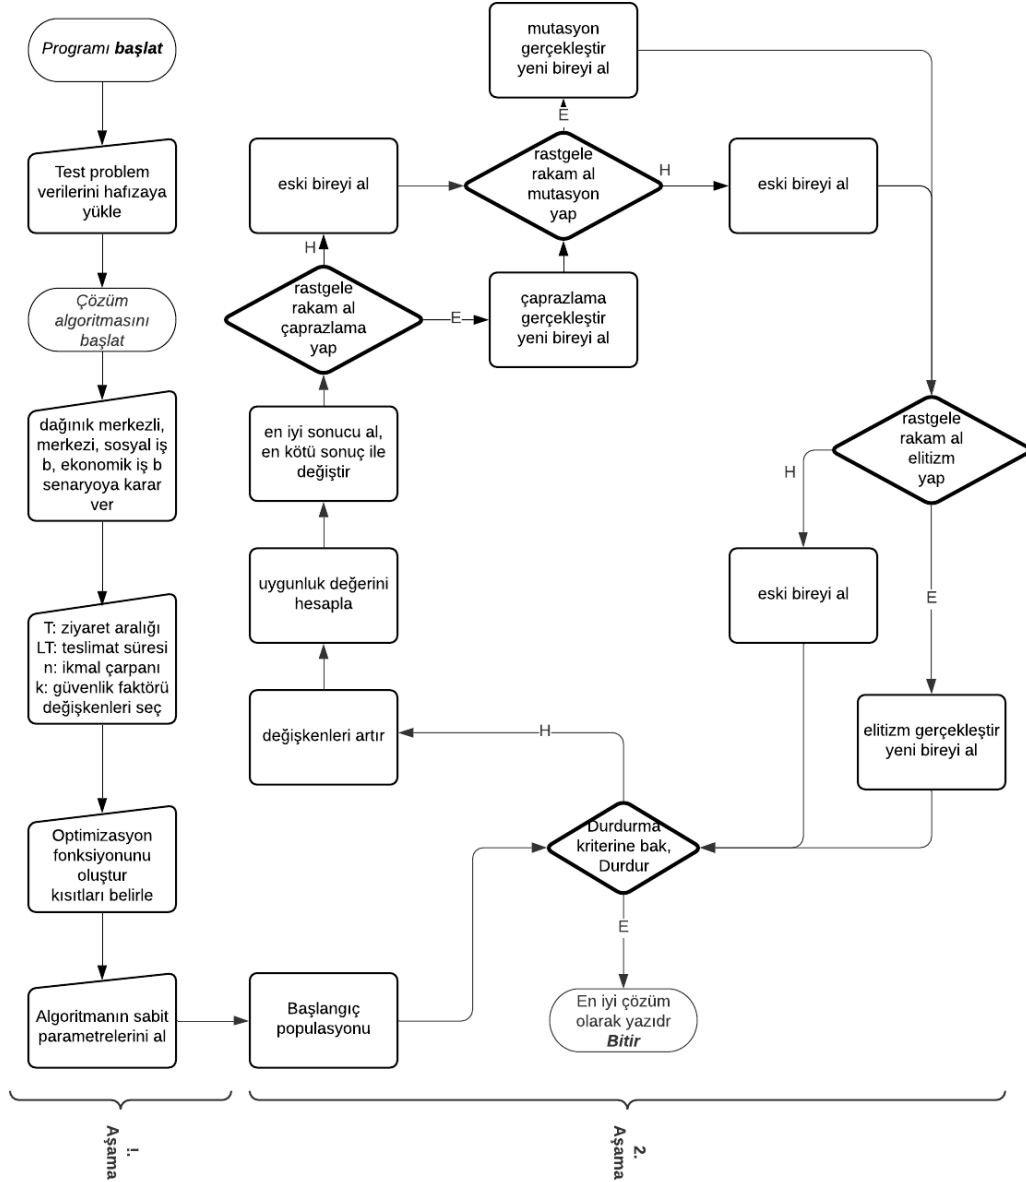 Programı başlat
Test problem
verilerini hafızaya
yükle
Çözüm
algoritmasını
başlat
dağınık merkezli,
merkezi, sosyal iş
b, ekonomik iş b
senaryoya karar
ver
T: ziyaret aralığı
LT: teslimat süresi
n: ikmal çarpanı
k: güvenlik faktörü
değişkenleri seç
Optimizasyon
fonksiyonunu
oluştur
kısıtları belirle
Algoritmanın sabit
parametrelerini al
Başlangıç
populasyonu
Durdurma
kriterine bak,
Durdur
H
E
En iyi çözüm
olarak yazıdr
Bitir
değişkenleri artır
uygunluk değerini
hesapla
en iyi sonucu al,
en kötü sonuç ile
değiştir
rastgele
rakam al
çaprazlama
yap
H
E
eski bireyi al
çaprazlama
gerçekleştir
yeni bireyi al
rastgele
rakam al
mutasyon
yap
E
H
mutasyon
gerçekleştir
yeni bireyi al
eski bireyi al
rastgele
rakam al
elitizm
yap
H
E
eski bireyi al
elitizm gerçekleştir
yeni bireyi al
!.
Aşama
2.
Aşama